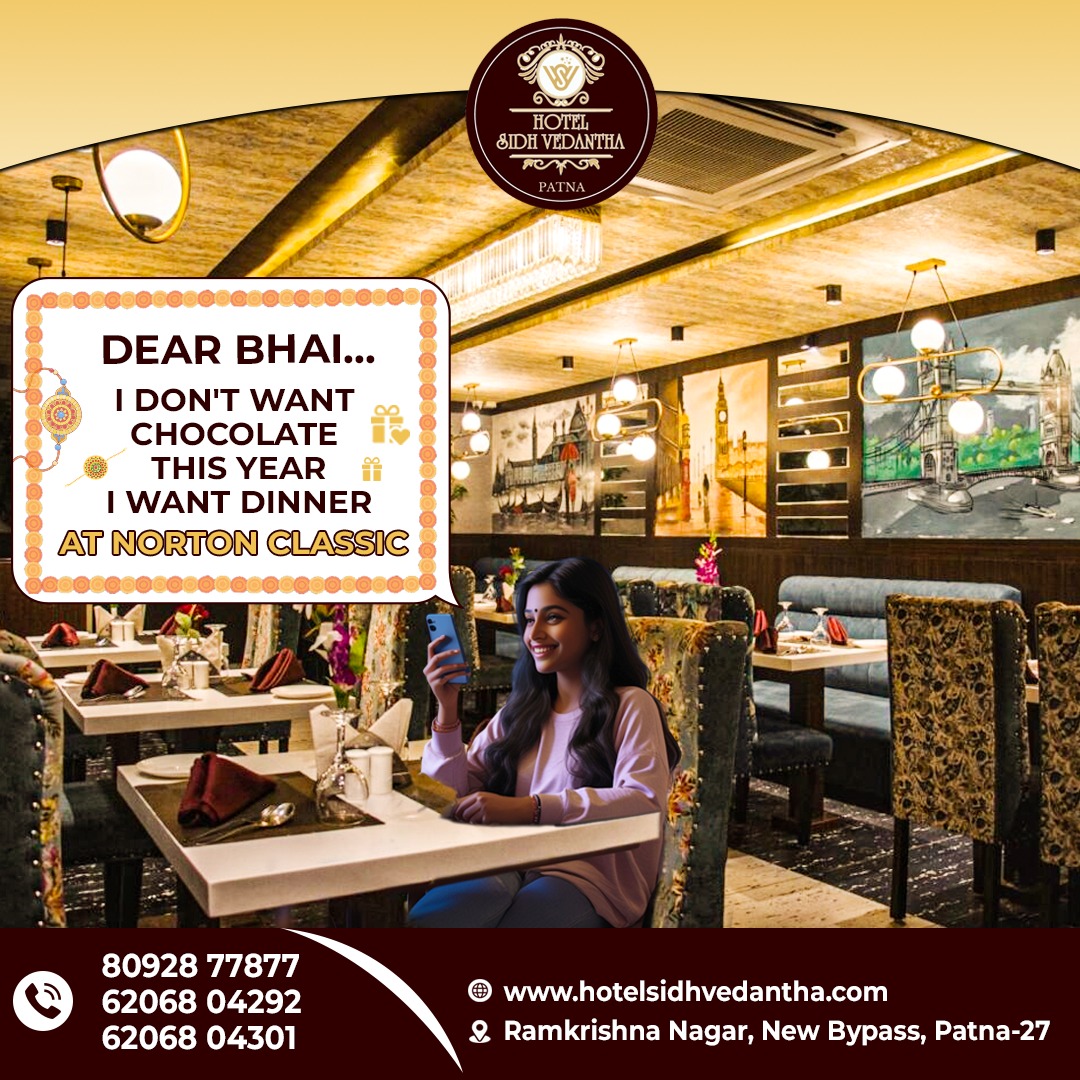 HOTEL
SIDH VEDANTHA
PATNA
DEAR BHAI...
I DON'T WANT
CHOCOLATE
THIS YEAR
I WANT DINNER
AT NORTON CLASSIC
80928 77877
62068 04292
62068 04301
www.hotelsidhvedantha.com
Ramkrishna Nagar, New Bypass, Patna-27